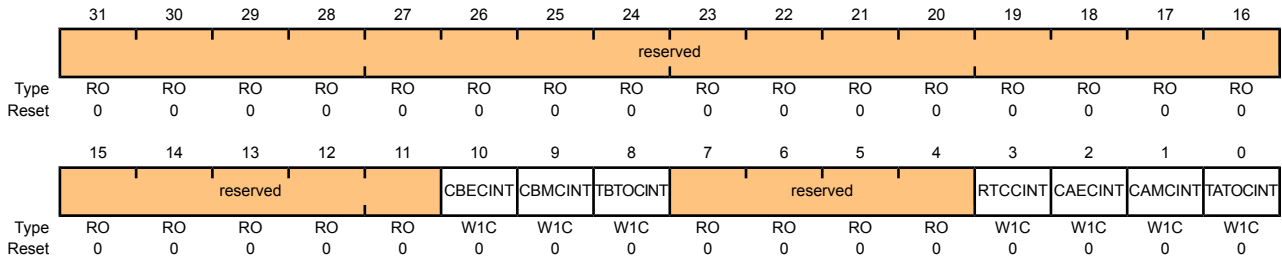 31 30 29 28 27 26 25 24 23 22 21 20 19 18 17 16
reserved
Type RO RO RO RO RO RO RO RO RO RO RO RO RO RO RO RO
Reset 0 0 0 0 0 0 0 0 0 0 0 0 0 0 0 0
15 14 13 12 11 10 9 8 7 6 5 4 3 2 1 0
reserved CBECINT CBMCINT TBTOCINT reserved RTCCINT CAECINT CAMCINT TATOCINT
Type RO RO RO RO RO W1C W1C W1C RO RO RO RO W1C W1C W1C W1C
Reset 0 0 0 0 0 0 0 0 0 0 0 0 0 0 0 0